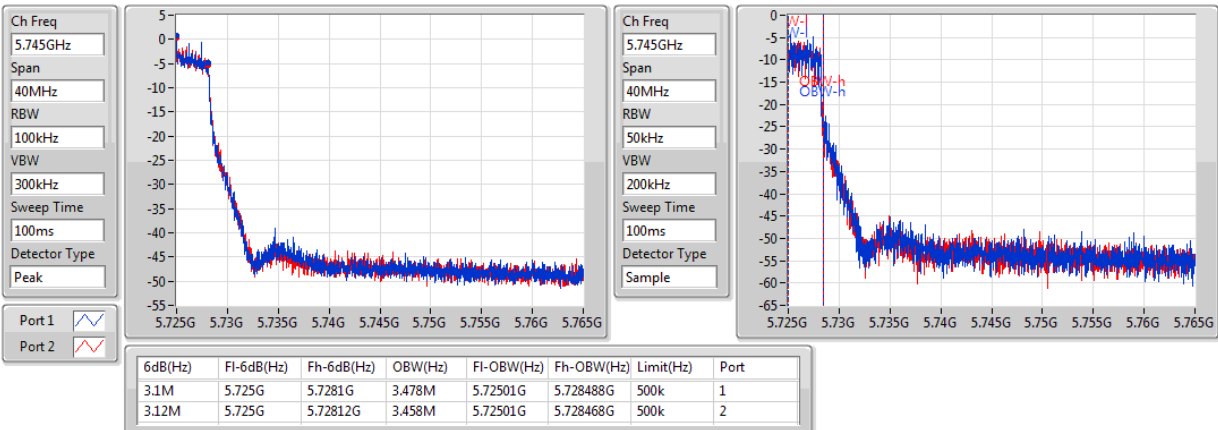 Ch Freq
5.745GHz
Span
40MHz
RBW
100kHz
VBW
300kHz
Sweep Time
100ms
Detector Type
Peak
Port 1
Port 2
5
0
-5
-10
-15
-20
-25
-30
-35
-40
-45
-50
-55
5.725G 5.73G 5.735G 5.74G 5.745G 5.75G 5.755G 5.76G 5.765G
Ch Freq
5.745GHz
Span
40MHz
RBW
50kHz
VBW
200kHz
Sweep Time
100ms
Detector Type
Sample
0
-5
-10
-15
-20
-25
-30
-35
-40
-45
-50
-55
-60
-65
W-l
W-l
OBW-h
OBW-h
5.725G 5.73G 5.735G 5.74G 5.745G 5.75G 5.755G 5.76G 5.765G
6dB(Hz) Fl-6dB(Hz) Fh-6dB(Hz) OBW(Hz) Fl-OBW(Hz) Fh-OBW(Hz) Limit(Hz) Port
3.1M 5.725G 5.7281G 3.478M 5.72501G 5.728488G 500k 1
3.12M 5.725G 5.72812G 3.458M 5.72501G 5.728468G 500k 2